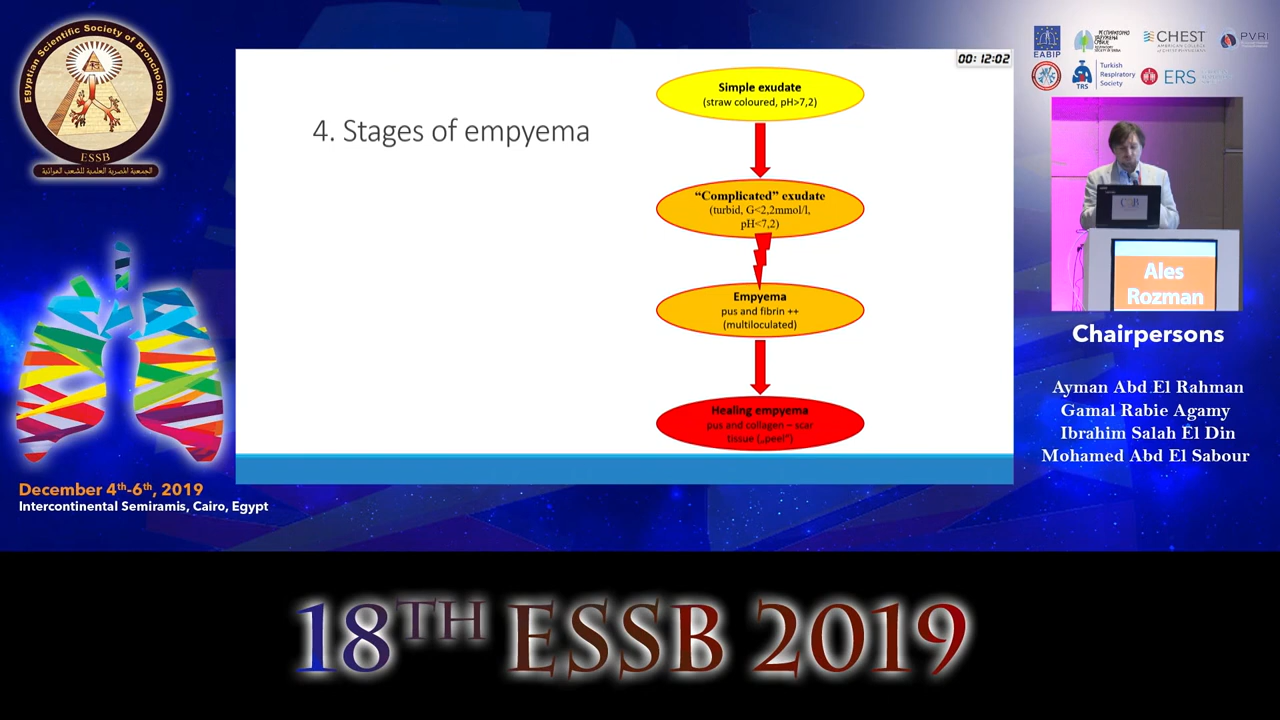 Egyptian Scientific Society of Bronchology
ESSB
الجمعية المصرية العلمية للشعب الهوائية
December 4th-6th, 2019
Intercontinental Semiramis, Cairo, Egypt
00: 12:02
4. Stages of empyema
Simple exudate
(straw coloured, pH>7,2)
“Complicated” exudate
(turbid, G<2,2mmol/l,
pH<7,2)
Empyema
pus and fibrin ++
(multiloculated)
Healing empyema
pus and collagen – scar
tissue („peel”)
EABIP
CHEST
AMERICAN COLLEGE
PVRI
TRS
Turkish
Respiratory
Society
ERS
Ales
Rozman
Chairpersons
Ayman Abd El Rahman
Gamal Rabie Agamy
Ibrahim Salah El Din
Mohamed Abd El Sabour
18TH ESSB 2019